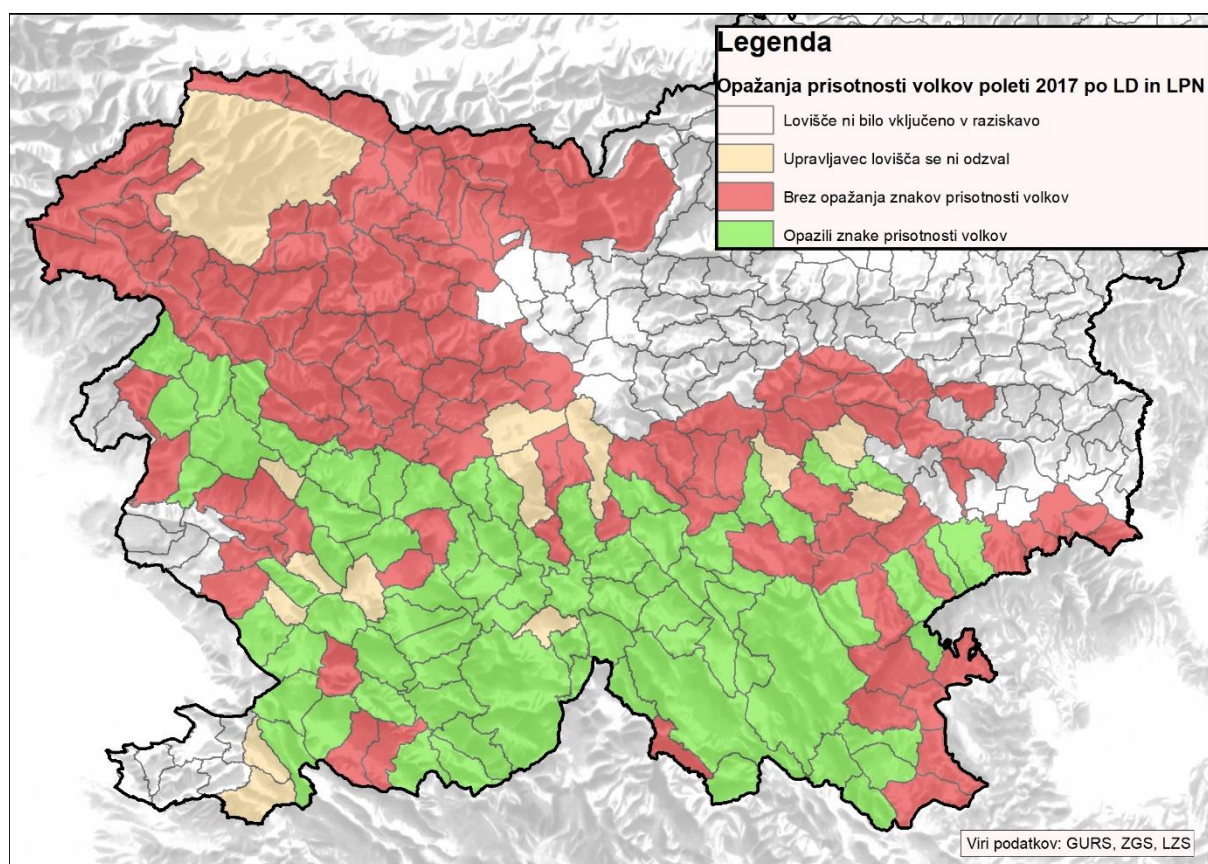 Legenda
Opažanja prisotnosti volkov poleti 2017 po LD in LPN
Lovišče ni bilo vključeno v raziskavo
Upravljavec lovišča se ni odzval
Brez opažanja znakov prisotnosti volkov
Opazili znake prisotnosti volkov
Viri podatkov: GURS, ZGS, LZS